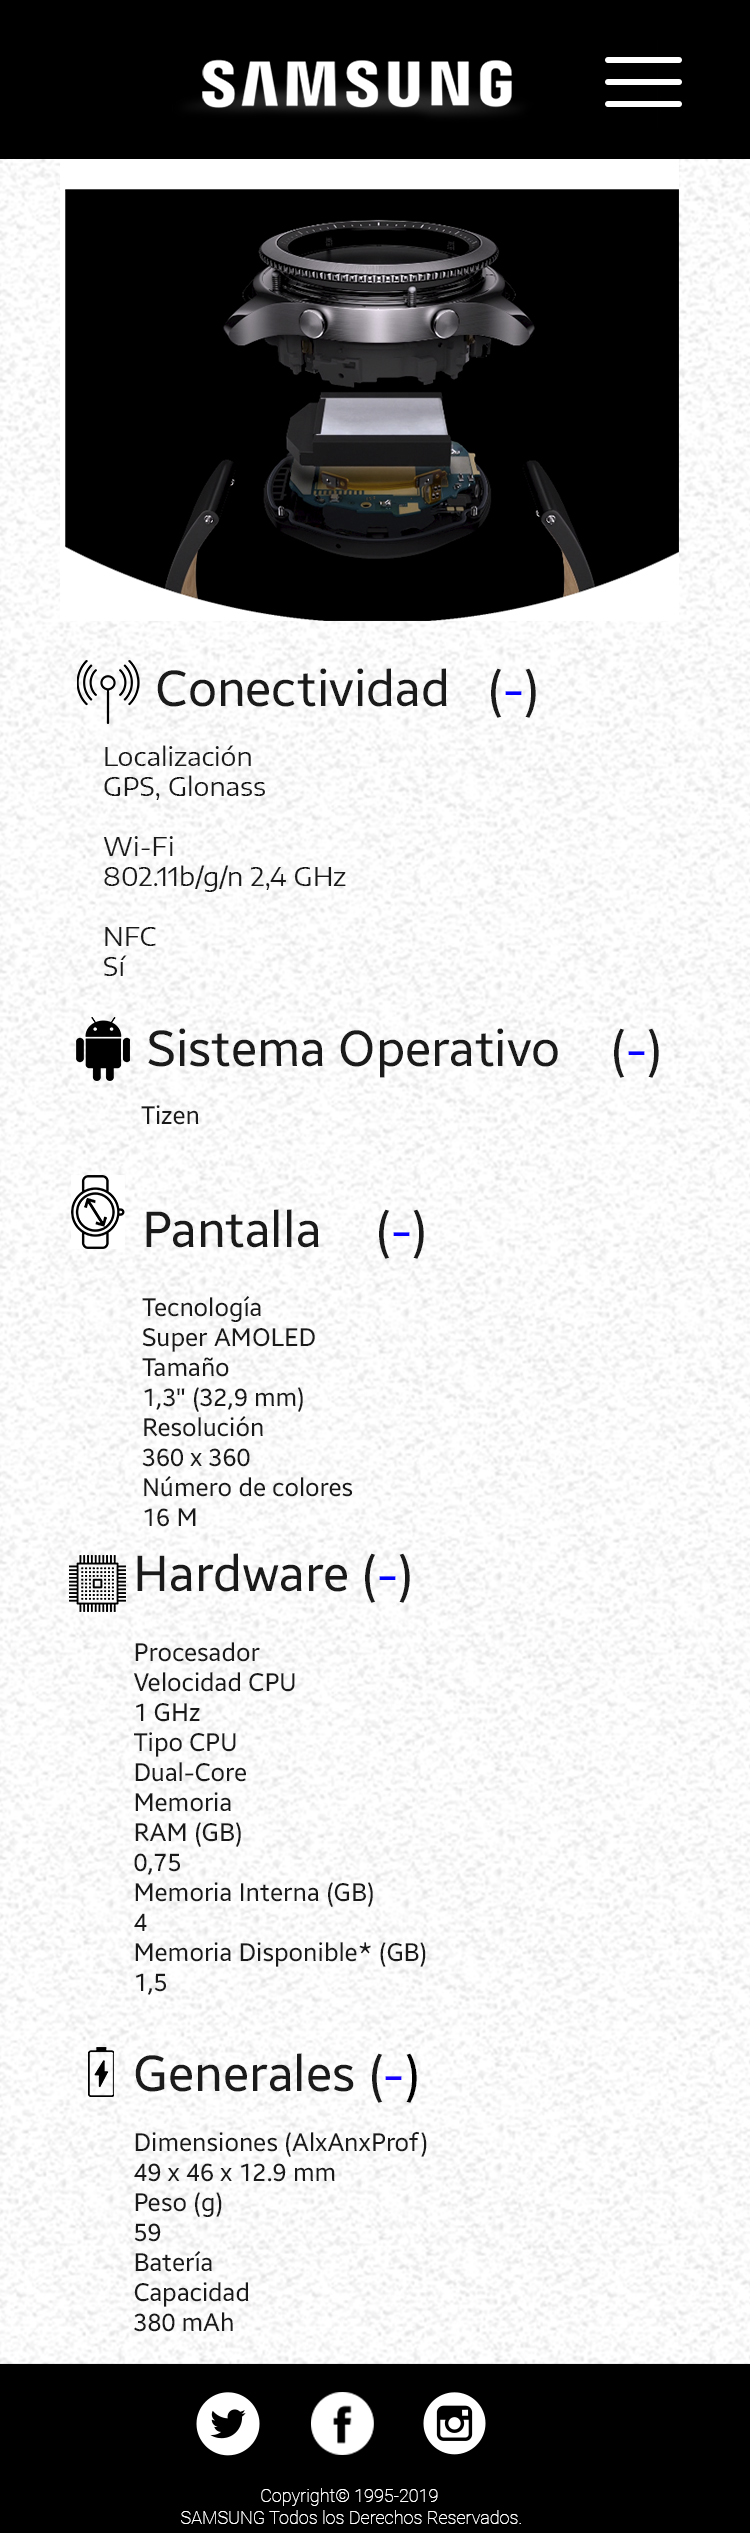 SAMSUNG
Conectividad (-)
Localización
GPS, Glonass
Wi-Fi
802.11b/g/n 2,4 GHz
NFC
Sí
Sistema Operativo (-)
Tizen
Pantalla (-)
Tecnología
Super AMOLED
Tamaño
1,3" (32,9 mm)
Resolución
360 x 360
Número de colores
16 M
Hardware (-)
Procesador
Velocidad CPU
1 GHz
Tipo CPU
Dual-Core
Memoria
RAM (GB)
0,75
Memoria Interna (GB)
4
Memoria Disponible* (GB)
1,5
Generales (-)
Dimensiones (AlxAnxProf)
49 x 46 x 12.9 mm
Peso (g)
59
Batería
Capacidad
380 mAh
Copyright© 1995-2019
SAMSUNG Todos los Derechos Reservados.